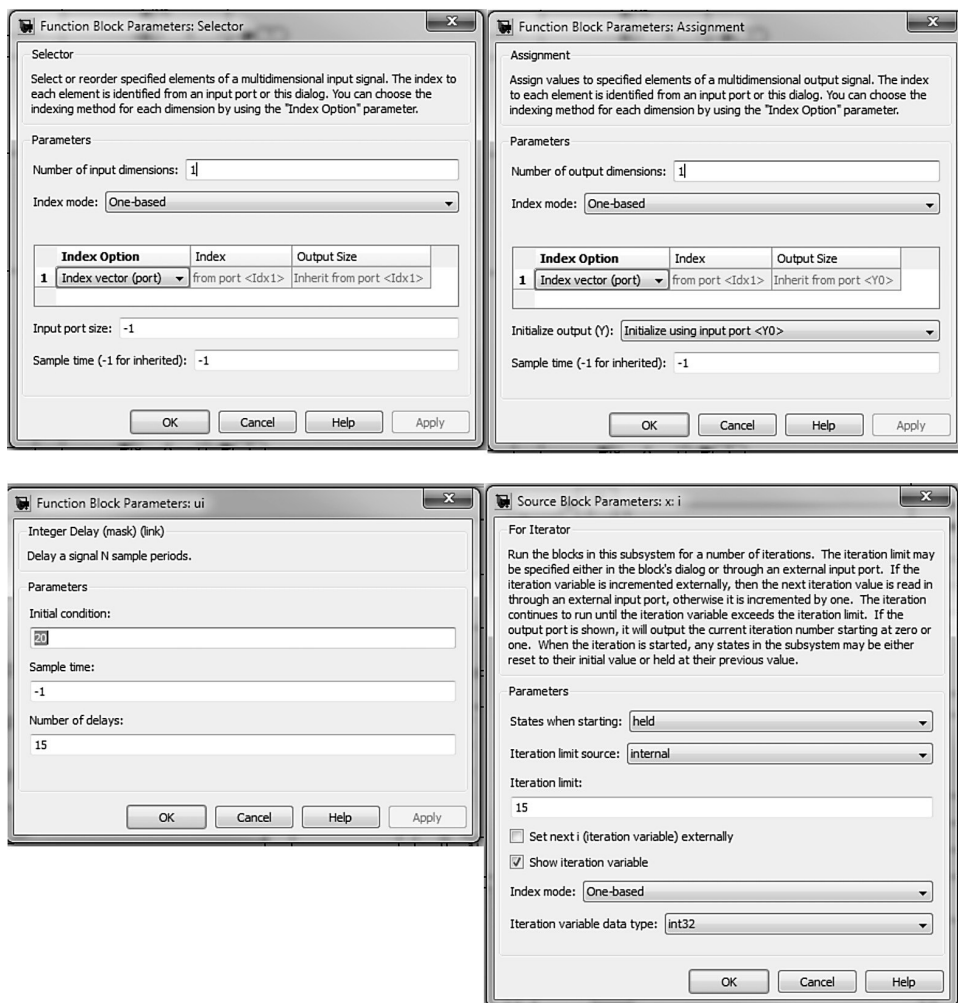 Function Block Parameters: Selector
Selector
Select or reorder specified elements of a multidimensional input signal. The index to
each element is identified from an input port or this dialog. You can choose the
indexing method for each dimension by using the "Index Option" parameter.
Parameters
Number of input dimensions: 1
Index mode: One-based
Index Option Index Output Size
1 Index vector (port) from port <Idx1> Inherit from port <Idx1>
Input port size: -1
Sample time (-1 for inherited): -1
OK Cancel Help Apply
Function Block Parameters: Assignment
Assignment
Assign values to specified elements of a multidimensional output signal. The index
to each element is identified from an input port or this dialog. You can choose the
indexing method for each dimension by using the "Index Option" parameter.
Parameters
Number of output dimensions: 1
Index mode: One-based
Index Option Index Output Size
1 Index vector (port) from port <Idx1> Inherit from port <Y0>
Initialize output (Y): Initialize using input port <Y0>
Sample time (-1 for inherited): -1
OK Cancel Help Apply
Function Block Parameters: ui
Integer Delay (mask) (link)
Delay a signal N sample periods.
Parameters
Initial condition:
20
Sample time:
-1
Number of delays:
15
OK Cancel Help Apply
Source Block Parameters: x: i
For Iterator
Run the blocks in this subsystem for a number of iterations. The iteration limit may
be specified either in the block's dialog or through an external input port. If the
iteration variable is incremented externally, then the next iteration value is read in
through an external input port, otherwise it is incremented by one. The iteration
continues to run until the iteration variable exceeds the iteration limit. If the
output port is shown, it will output the current iteration number starting at zero or
one. When the iteration is started, any states in the subsystem may be either
reset to their initial value or held at their previous value.
Parameters
States when starting: held
Iteration limit source: internal
Iteration limit:
15
Set next i (iteration variable) externally
Show iteration variable
Index mode: One-based
Iteration variable data type: int32
OK Cancel Help